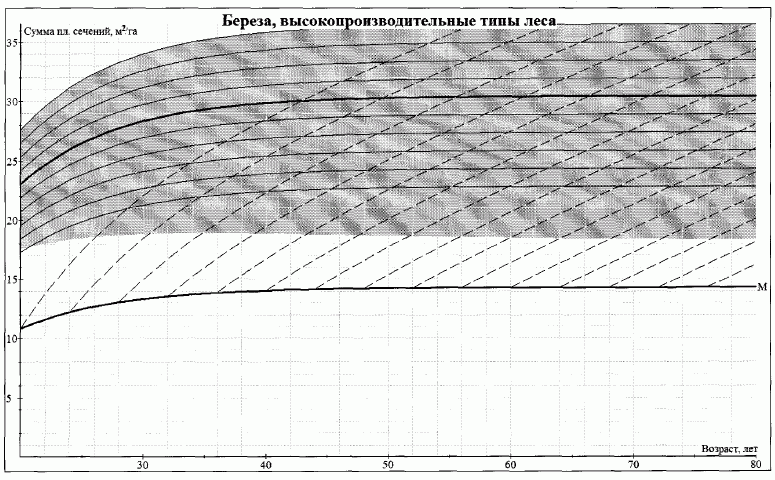 Береза, высокопроизводительные типы леса
Сумма пл. сечений, м²/га
35
30
25
20
15
10
5
М
Возраст, лет
30 40 50 60 70 80